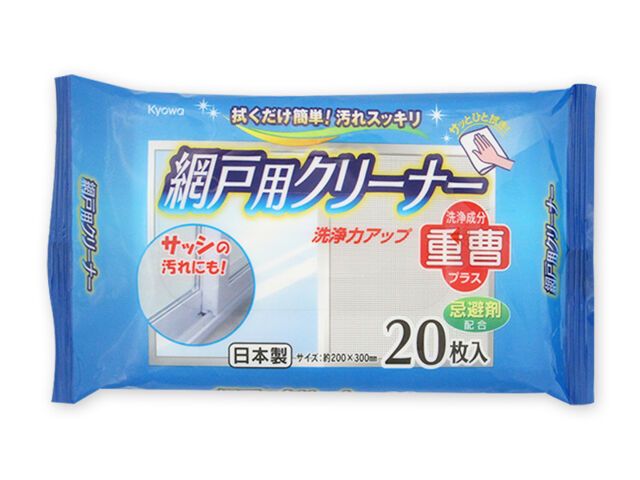 Kyowa
拭くだけ簡単!汚れスッキリ
サッとひと拭き!
網戸用クリーナー
網戸用クリーナー
網戸用クリーナー
洗浄力アップ
洗浄成分
重曹
プラス
サッシの
汚れにも!
忌避剤
配合
日本製
サイズ:約200×300mm
20枚入